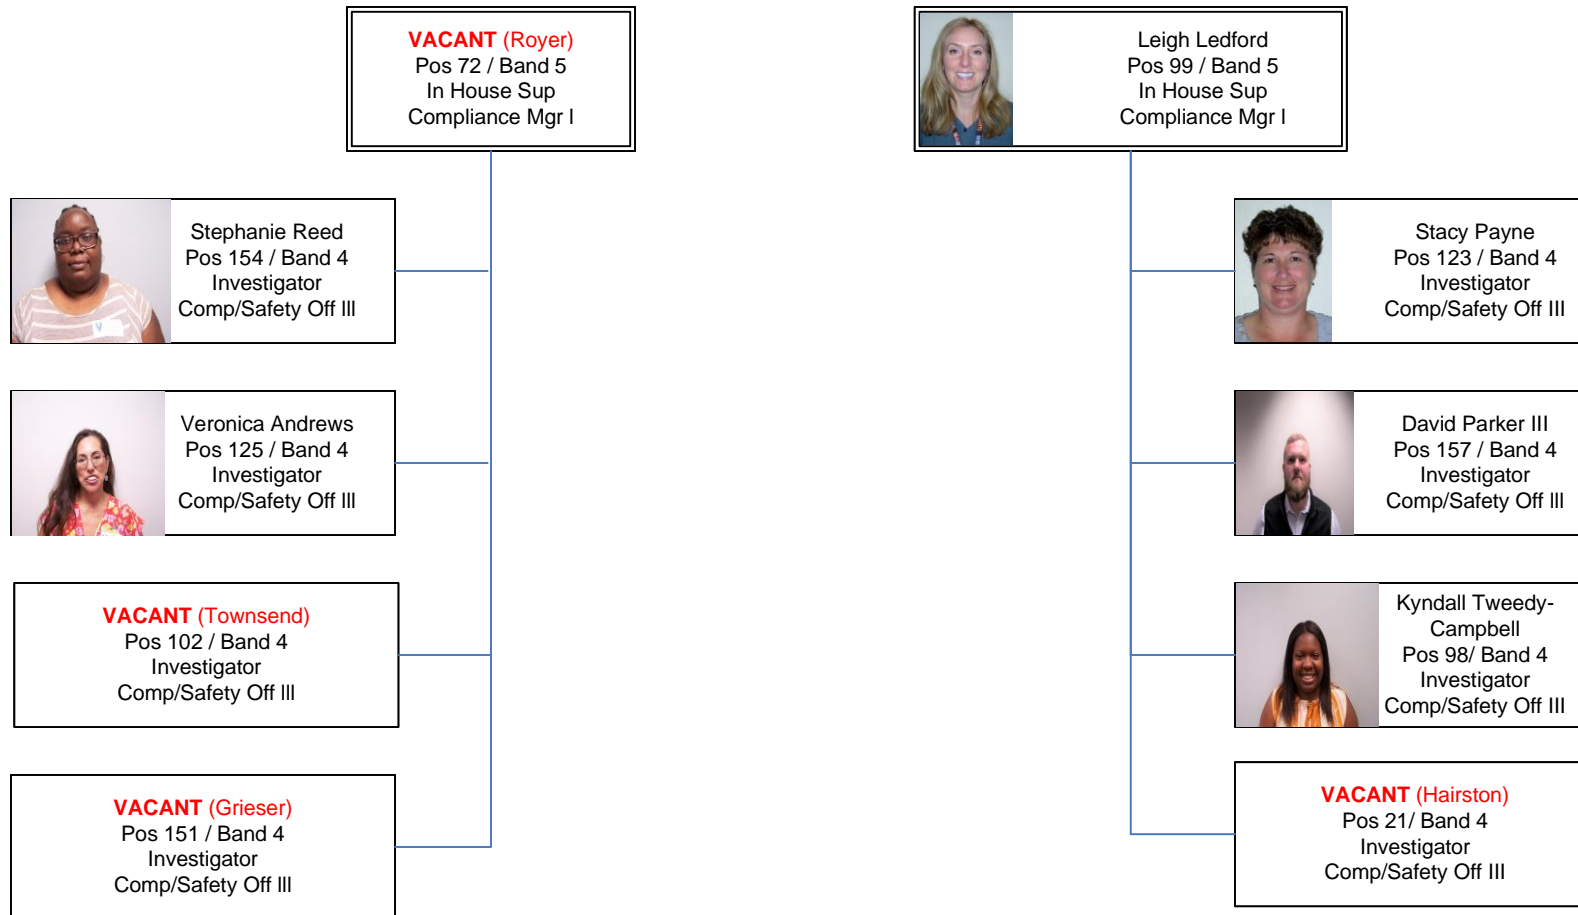 VACANT (Royer)
Pos 72 / Band 5
In House Sup
Compliance Mgr I
Stephanie Reed
Pos 154 / Band 4
Investigator
Comp/Safety Off III
Veronica Andrews
Pos 125 / Band 4
Investigator
Comp/Safety Off III
VACANT (Townsend)
Pos 102 / Band 4
Investigator
Comp/Safety Off III
VACANT (Grieser)
Pos 151 / Band 4
Investigator
Comp/Safety Off III
Leigh Ledford
Pos 99 / Band 5
In House Sup
Compliance Mgr I
Stacy Payne
Pos 123 / Band 4
Investigator
Comp/Safety Off III
David Parker III
Pos 157 / Band 4
Investigator
Comp/Safety Off III
Kyndall Tweedy-
Campbell
Pos 98/ Band 4
Investigator
Comp/Safety Off III
VACANT (Hairston)
Pos 21/ Band 4
Investigator
Comp/Safety Off III